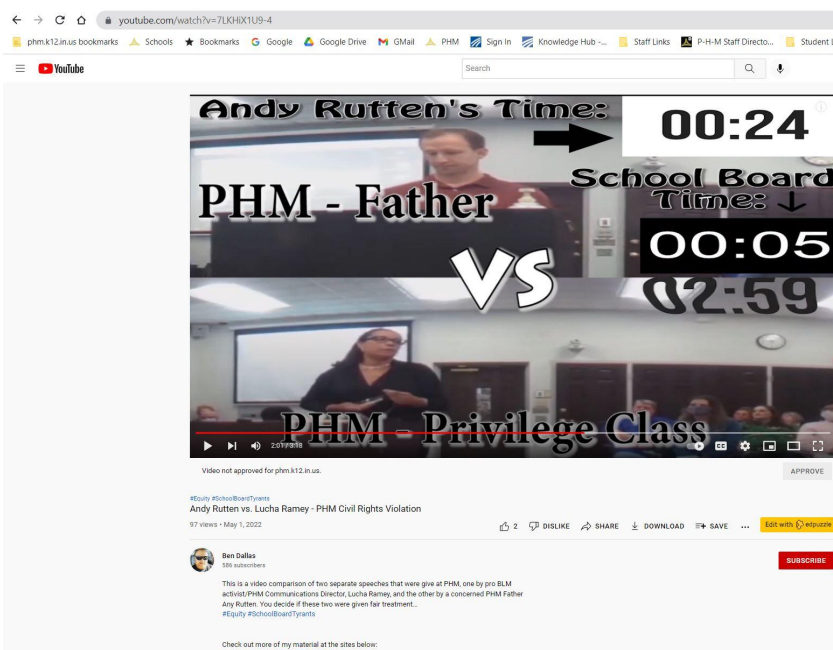 youtube.com/watch?v=7LKHiX1U9-4
phm.k12.in.us bookmarks Schools Bookmarks Google Google Drive GMail PHM Sign In Knowledge Hub -... Staff Links P-H-M Staff Directo... Student L
YouTube
Search
Andy Rutten's Time:
00:24
PHM - Father
School Board
Time:
00:05
VS
02:59
PHM - Privilege Class
2:01 / 3:18
CC
Video not approved for phm.k12.in.us.
APPROVE
#Equity #SchoolBoardTyrants
Andy Rutten vs. Lucha Ramey - PHM Civil Rights Violation
97 views • May 1, 2022
2 DISLIKE SHARE DOWNLOAD SAVE ... Edit with edpuzzle
Ben Dallas
586 subscribers
SUBSCRIBE
This is a video comparison of two separate speeches that were give at PHM, one by pro BLM
activist/PHM Communications Director, Lucha Ramey, and the other by a concerned PHM Father
Any Rutten. You decide if these two were given fair treatment...
#Equity #SchoolBoardTyrants
Check out more of my material at the sites below: